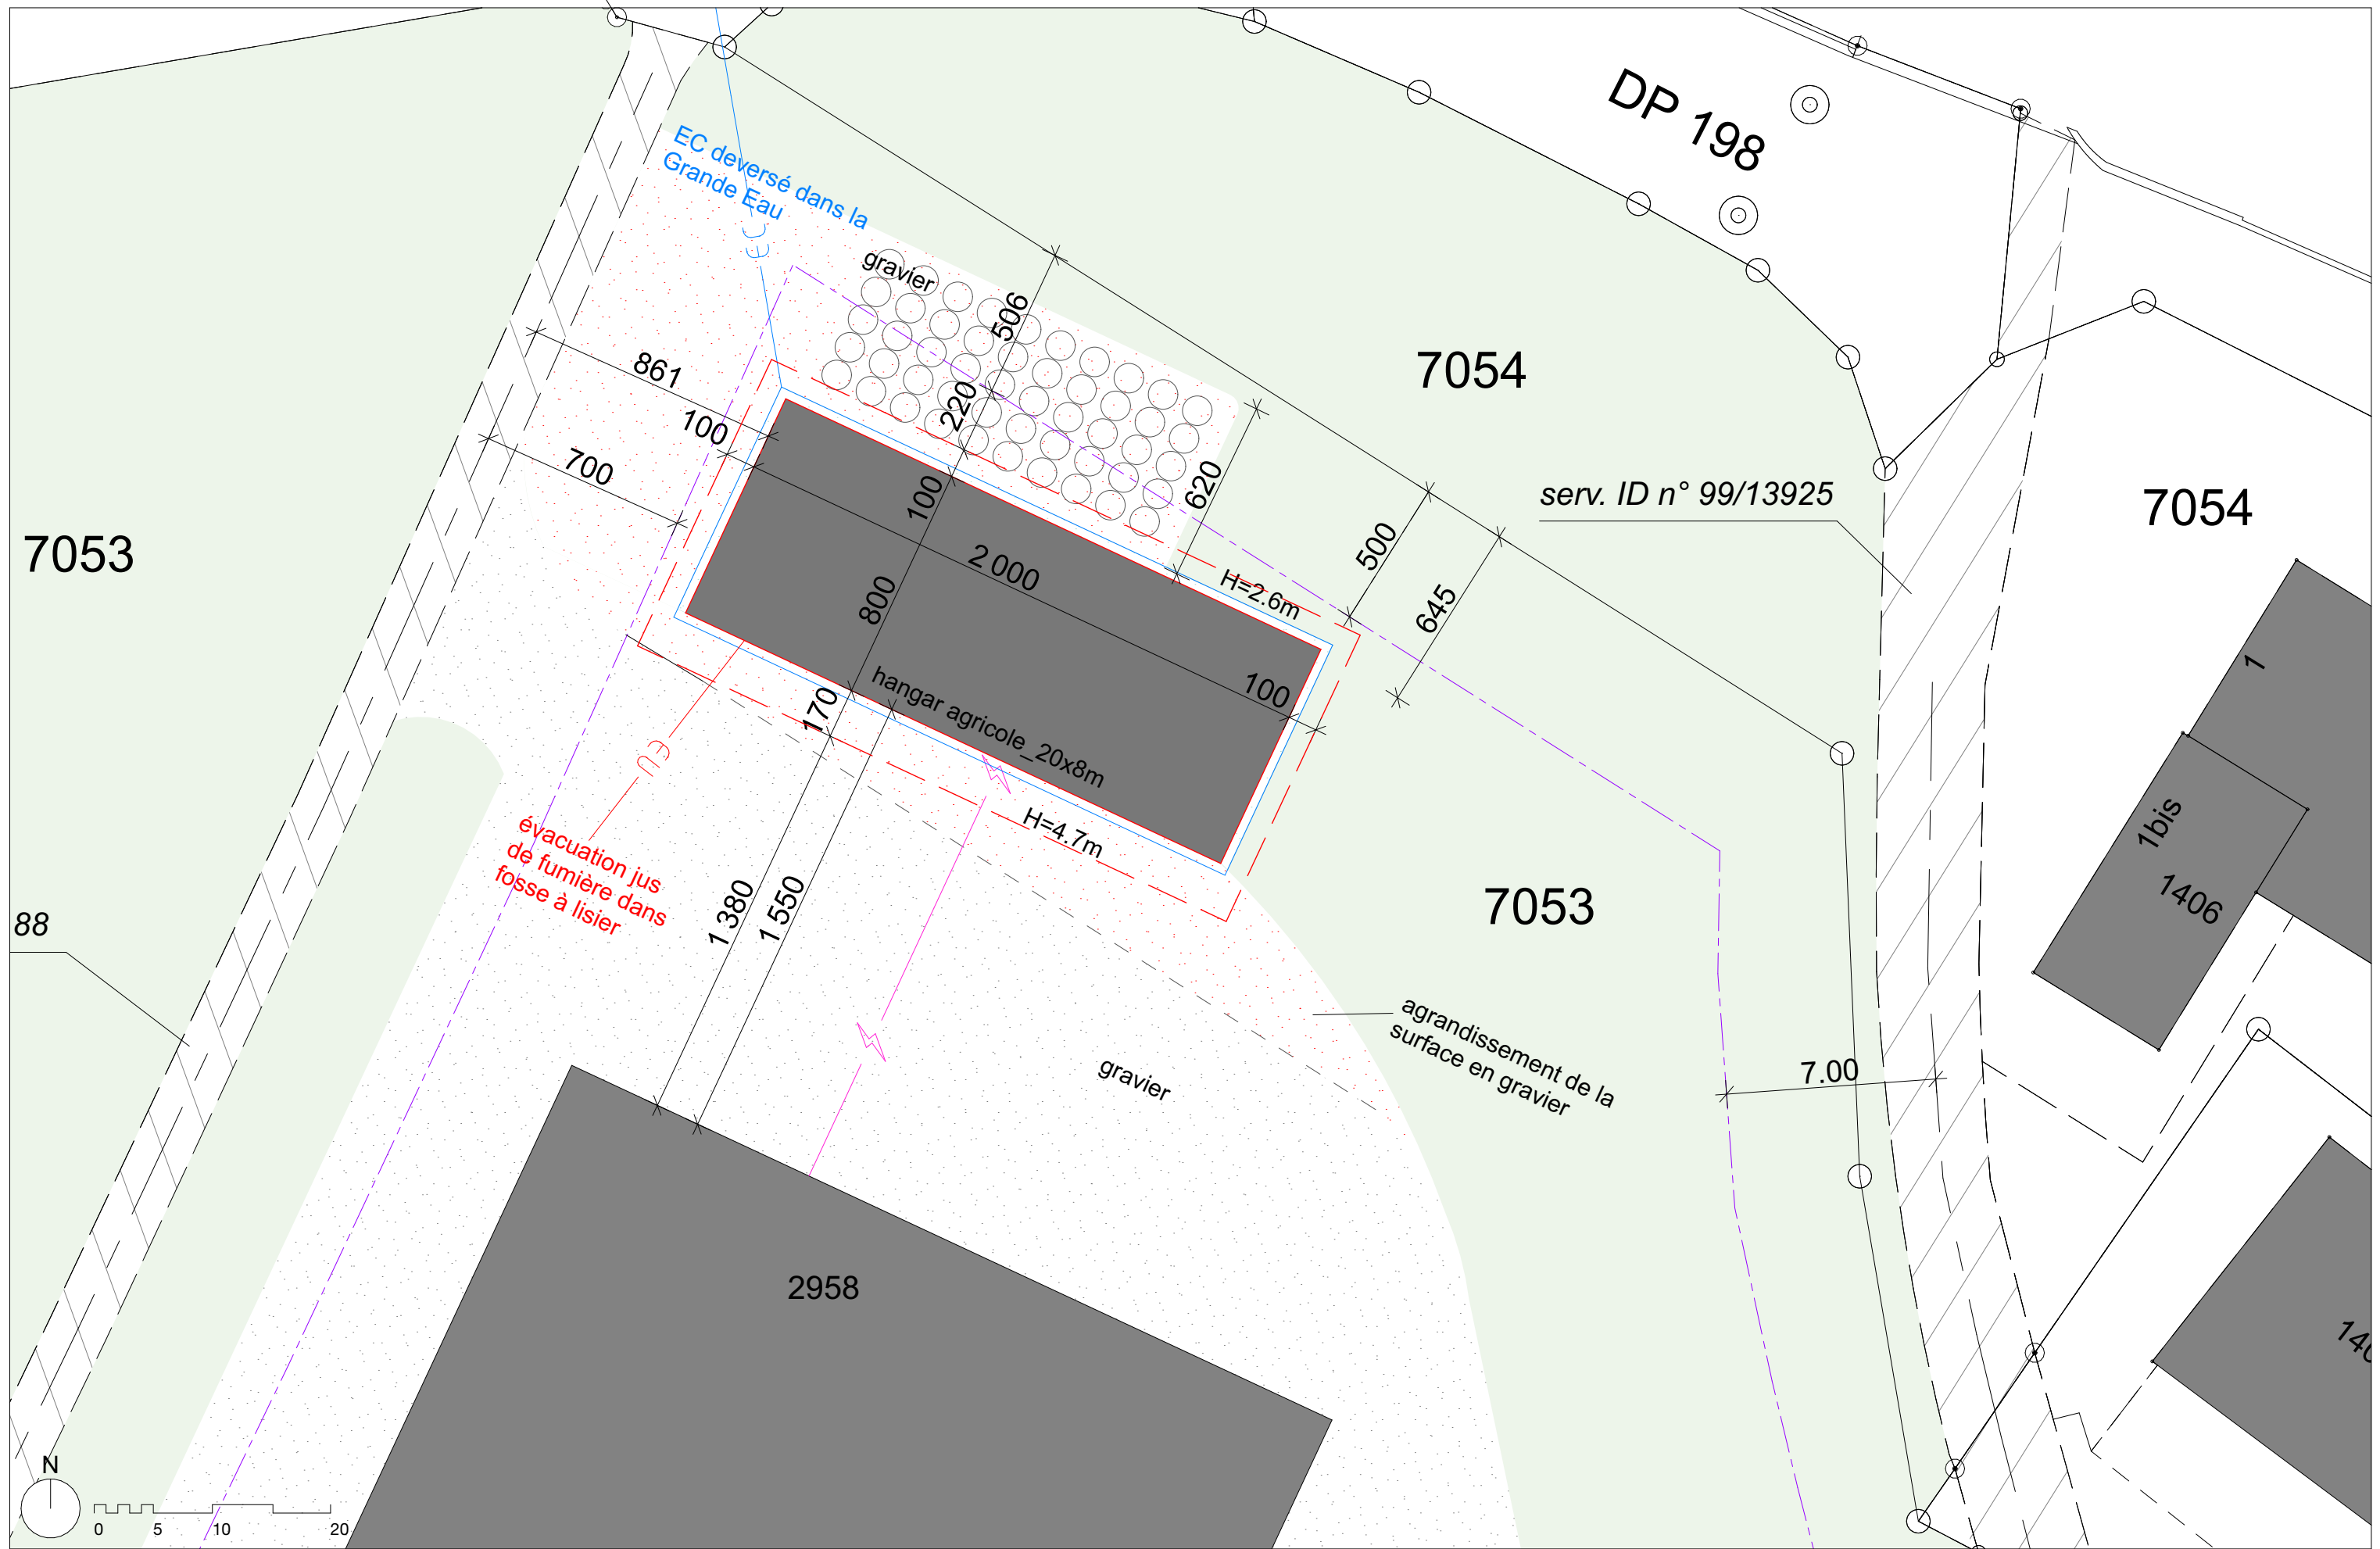 DP 198
EC deversé dans la
Grande Eau
EC
gravier
506
861
220
7054
100
700
620
serv. ID n° 99/13925
7054
100
500
7053
2 000
H=2.6m
645
800
1
hangar agricole_20x8m
100
170
EU
H=4.7m
1bis
évacuation jus
de fumière dans
fosse à lisier
1 380
1 550
7053
1406
88
agrandissement de la
surface en gravier
gravier
7.00
2958
N
0 5 10 20